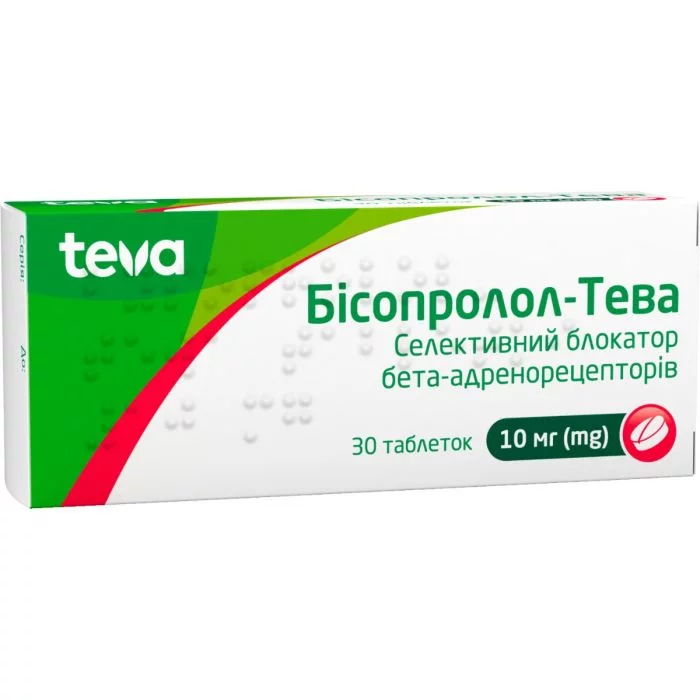 teva
Бісопролол-Тева
Селективний блокатор
бета-адренорецепторів
30 таблеток 10 мг (mg)
Серія:
До: